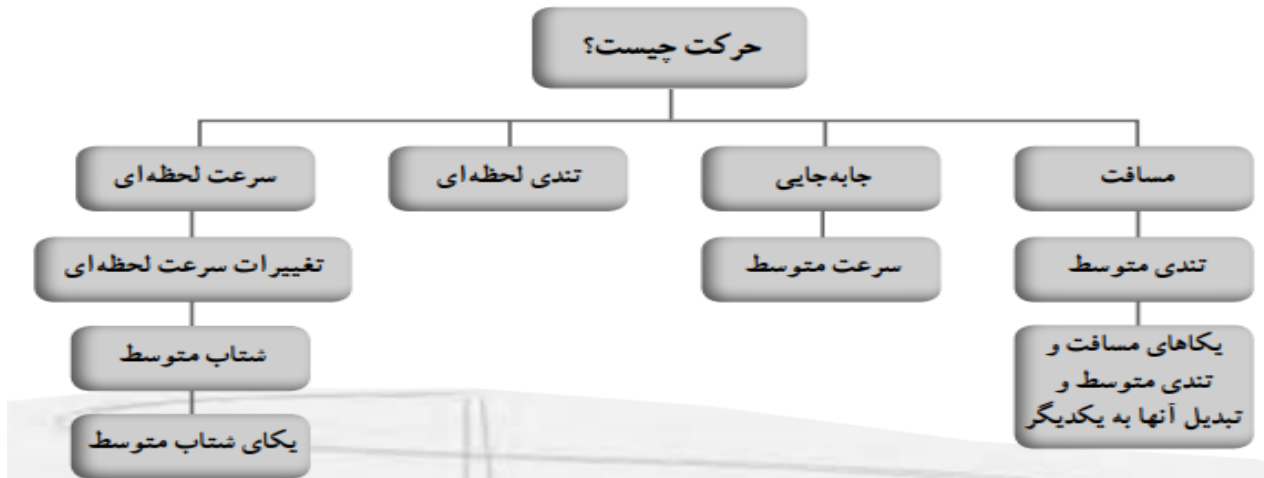 حرکت چیست؟
مسافت
جابه‌جایی
تندی لحظه‌ای
سرعت لحظه‌ای
تندی متوسط
سرعت متوسط
تغییرات سرعت لحظه‌ای
یکاهای مسافت و
تندی متوسط و
تبدیل آنها به یکدیگر
شتاب متوسط
یکای شتاب متوسط